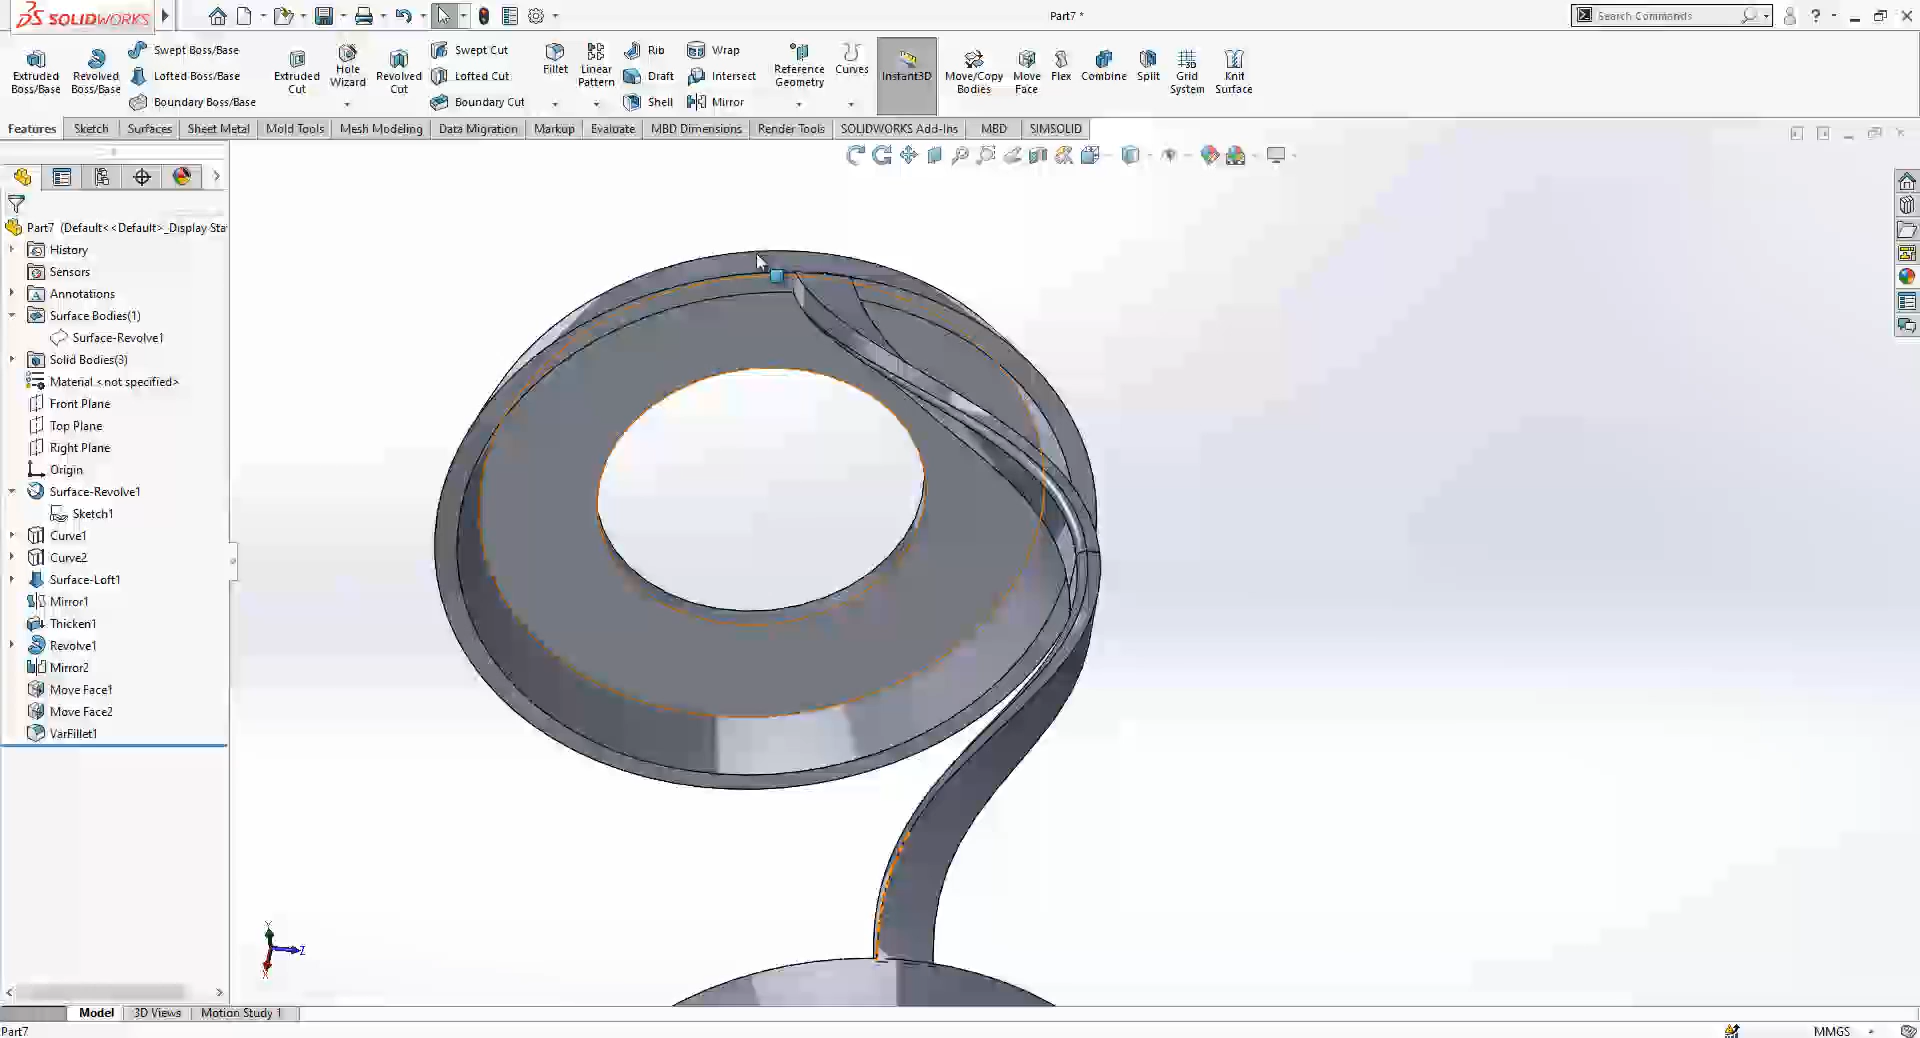 SOLIDWORKS
Part7 *
Search Commands
Extruded Boss/Base
Revolved Boss/Base
Swept Boss/Base
Lofted Boss/Base
Boundary Boss/Base
Extruded Cut
Hole Wizard
Revolved Cut
Swept Cut
Lofted Cut
Boundary Cut
Fillet
Linear Pattern
Rib
Draft
Shell
Wrap
Intersect
Mirror
Reference Geometry
Curves
Instant3D
Move/Copy Bodies
Move Face
Flex
Combine
Split
Grid System
Knit Surface
Features
Sketch
Surfaces
Sheet Metal
Mold Tools
Mesh Modeling
Data Migration
Markup
Evaluate
MBD Dimensions
Render Tools
SOLIDWORKS Add-Ins
MBD
SIMSOLID
Part7 (Default<<Default>_Display Sta
History
Sensors
Annotations
Surface Bodies(1)
Surface-Revolve1
Solid Bodies(3)
Material <not specified>
Front Plane
Top Plane
Right Plane
Origin
Surface-Revolve1
Sketch1
Curve1
Curve2
Surface-Loft1
Mirror1
Thicken1
Revolve1
Mirror2
Move Face1
Move Face2
VarFillet1
Y
Z
X
Model
3D Views
Motion Study 1
Part7
MMGS